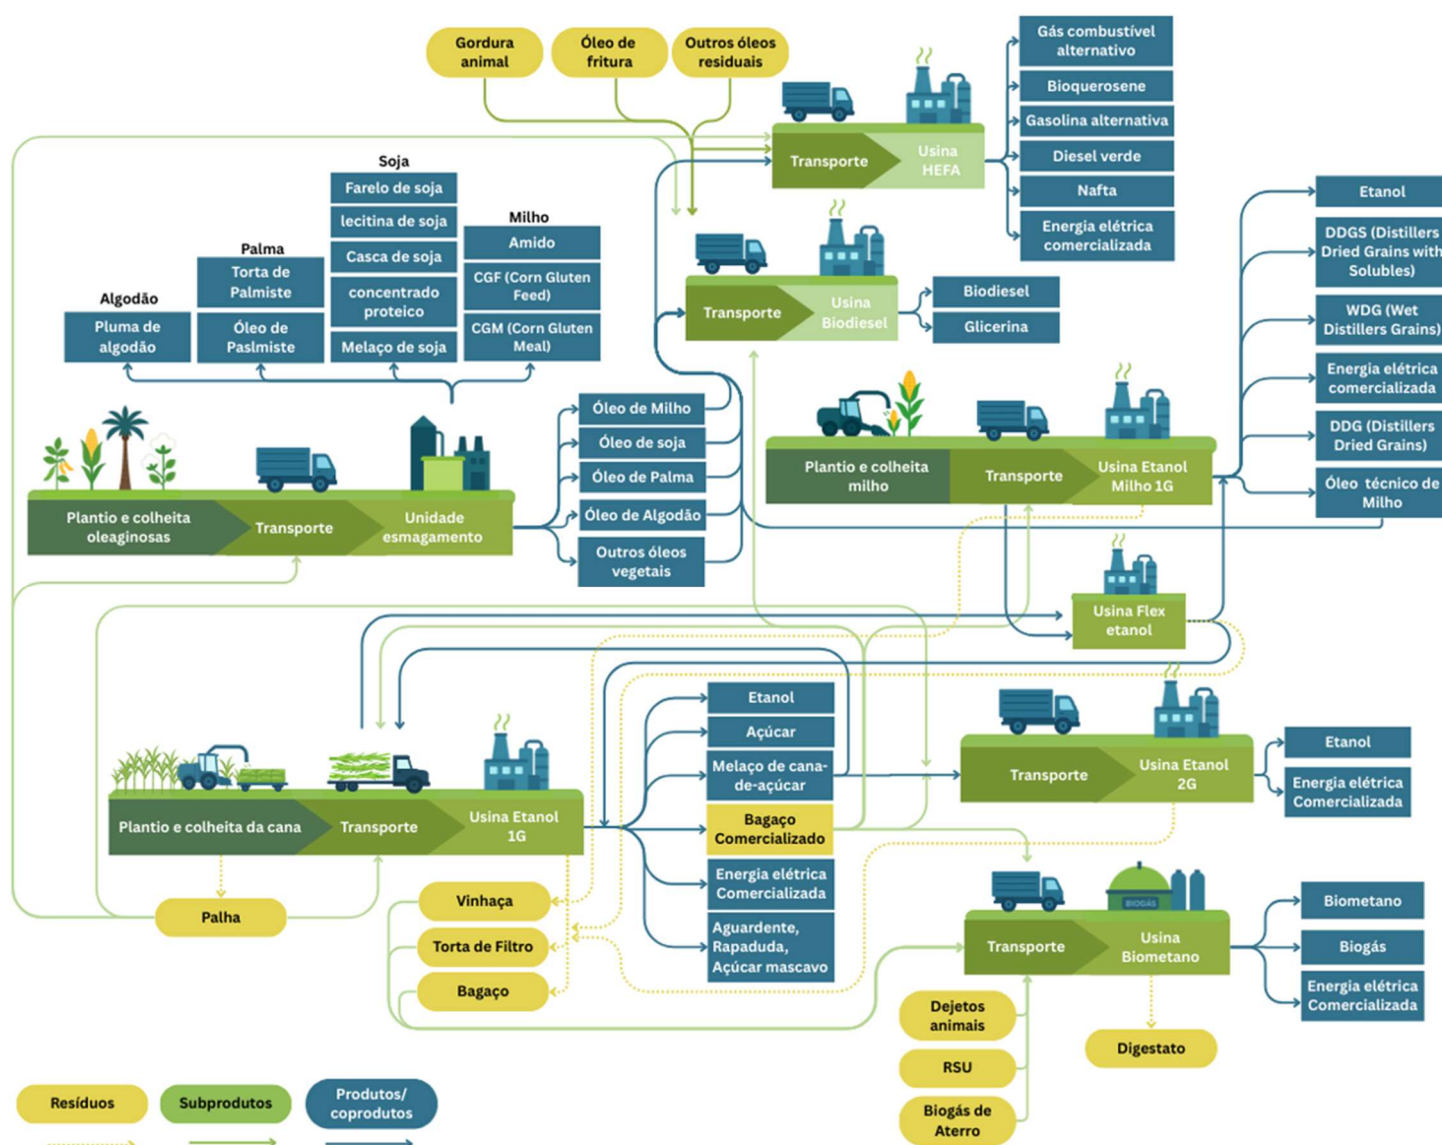 Gordura
animal
Óleo de
fritura
Outros óleos
residuais
Transporte
Usina
HEFA
Gás combustível
alternativo
Bioquerosene
Gasolina alternativa
Diesel verde
Nafta
Energia elétrica
comercializada
Soja
Farelo de soja
lecitina de soja
Casca de soja
concentrado
proteico
Melaço de soja
Milho
Amido
CGF (Corn Gluten
Feed)
CGM (Corn Gluten
Meal)
Palma
Torta de
Palmiste
Óleo de
Paslmiste
Algodão
Pluma de
algodão
Transporte
Usina
Biodiesel
Biodiesel
Glicerina
Etanol
DDGS (Distillers
Dried Grains with
Solubles)
WDG (Wet
Distillers Grains)
Energia elétrica
comercializada
DDG (Distillers
Dried Grains)
Óleo técnico de
Milho
Plantio e colheita
milho
Transporte
Usina Etanol
Milho 1G
Plantio e colheita
oleaginosas
Transporte
Unidade
esmagamento
Óleo de Milho
Óleo de soja
Óleo de Palma
Óleo de Algodão
Outros óleos
vegetais
Usina Flex
etanol
Plantio e colheita da cana
Transporte
Usina Etanol
1G
Etanol
Açúcar
Melaço de cana-
de-açúcar
Bagaço
Comercializado
Energia elétrica
Comercializada
Aguardente,
Rapaduda,
Açúcar mascavo
Transporte
Usina Etanol
2G
Etanol
Energia elétrica
Comercializada
Palha
Vinhaça
Torta de Filtro
Bagaço
BIOGÁS
Transporte
Usina
Biometano
Biometano
Biogás
Energia elétrica
Comercializada
Dejetos
animais
RSU
Biogás de
Aterro
Digestato
Resíduos
Subprodutos
Produtos/
coprodutos